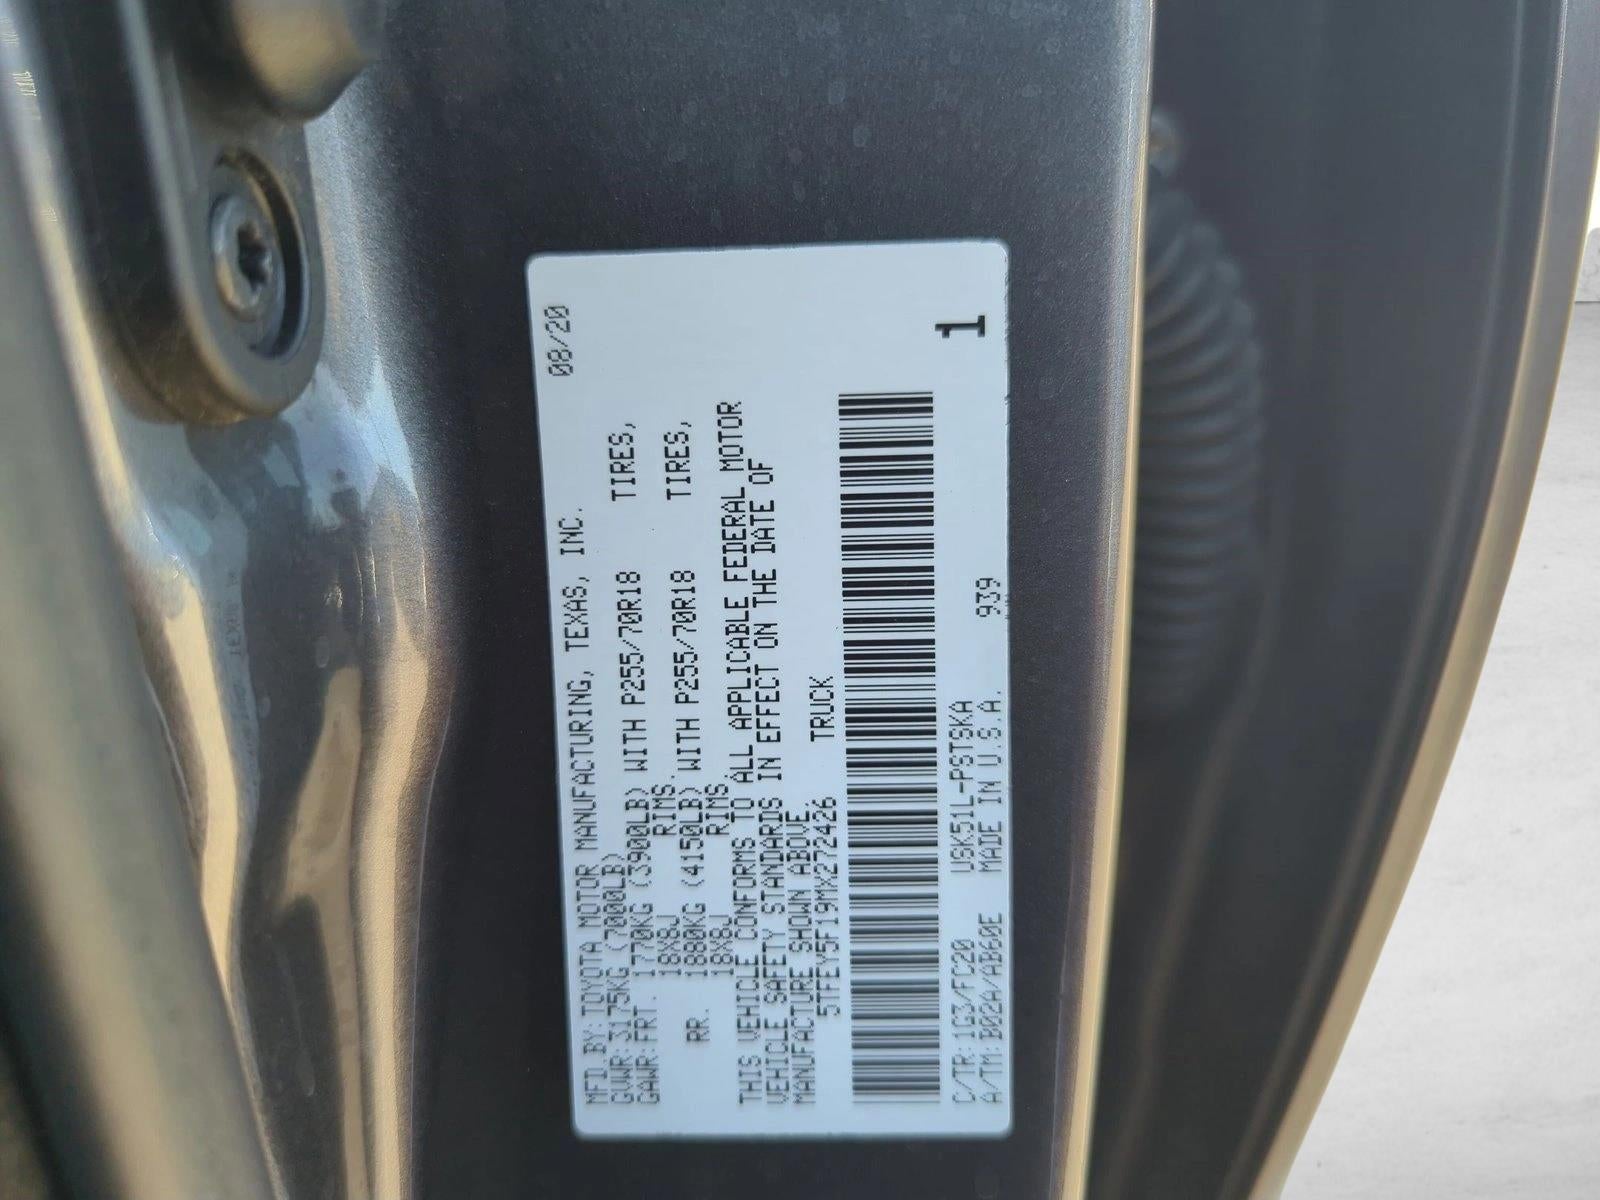 MFD.BY:TOYOTA MOTOR MANUFACTURING, TEXAS, INC. 08/20
GVWR:3175KG (7000LB)
GAWR:FRT. 1770KG (3900LB) WITH P255/70R18 TIRES,
18X8J RIMS.
RR. 1880KG (4150LB) WITH P255/70R18 TIRES,
18X8J RIMS.
THIS VEHICLE CONFORMS TO ALL APPLICABLE FEDERAL MOTOR
VEHICLE SAFETY STANDARDS IN EFFECT ON THE DATE OF
MANUFACTURE SHOWN ABOVE.
5TFEY5F19MX272426 TRUCK
1
C/TR:1G3/FC20 USK51L-PSTSKA
A/TM:B02A/AB60E MADE IN U.S.A. 939